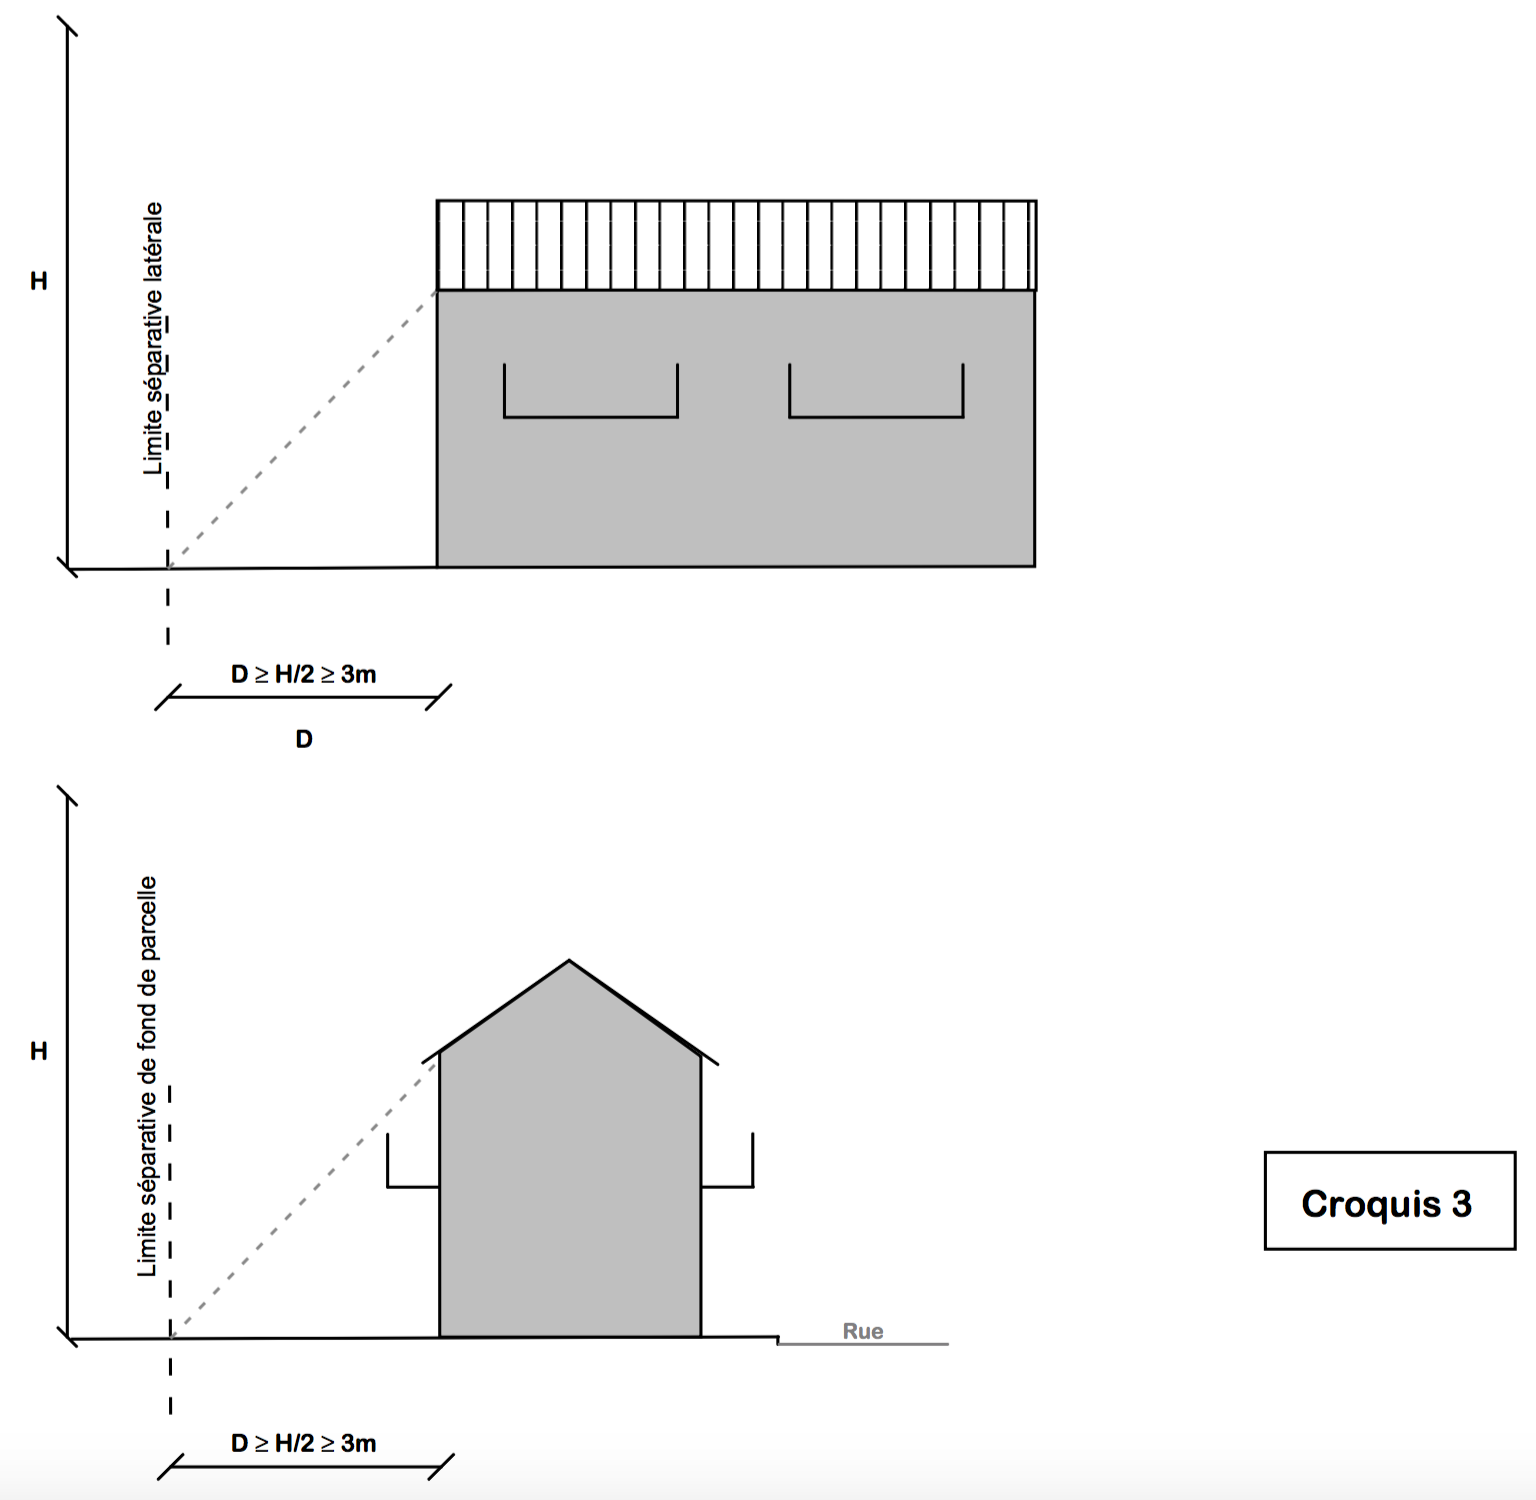 Limite séparative latérale
H
D ≥ H/2 ≥ 3m
D
Limite séparative de fond de parcelle
H
Croquis 3
Rue
D ≥ H/2 ≥ 3m